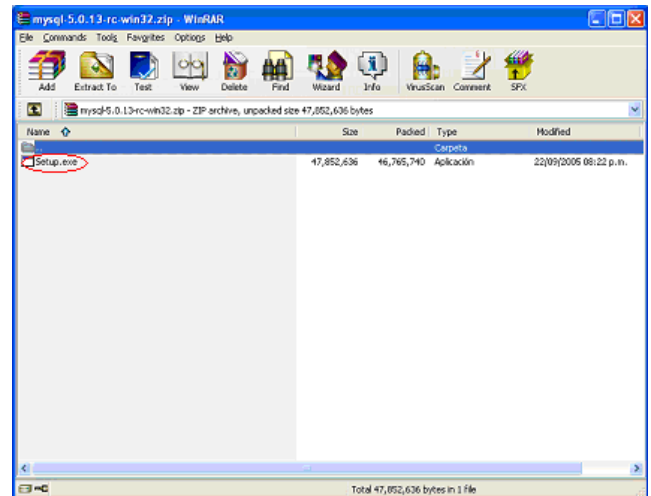 mysql-5.0.13-rc-win32.zip - WinRAR
File Commands Tools Favorites Options Help
Add Extract To Test View Delete Find Wizard Info VirusScan Comment SFX
mysql-5.0.13-rc-win32.zip - ZIP archive, unpacked size 47,852,636 bytes
Name Size Packed Type Modified
.. Carpeta
Setup.exe 47,852,636 46,765,740 Aplicación 22/09/2005 08:22 p.m.
Total 47,852,636 bytes in 1 file